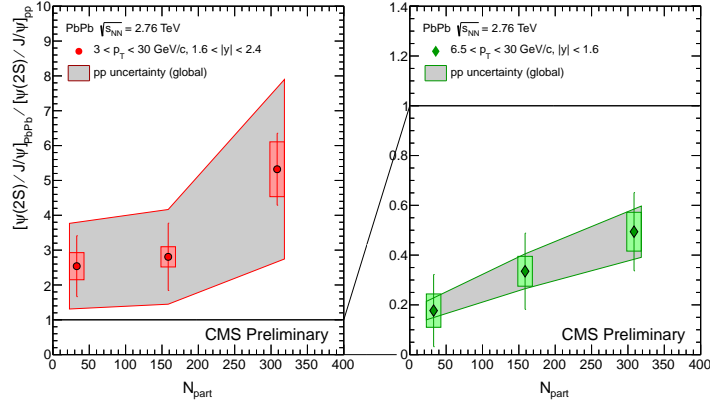 [ψ(2S) / J/ψ]PbPb / [ψ(2S) / J/ψ]pp
10
9
8
7
6
5
4
3
2
1
0
PbPb √sNN = 2.76 TeV
3 < pT < 30 GeV/c, 1.6 < |y| < 2.4
pp uncertainty (global)
CMS Preliminary
0 50 100 150 200 250 300 350 400
Npart
1.4
1.2
1
0.8
0.6
0.4
0.2
0
PbPb √sNN = 2.76 TeV
6.5 < pT < 30 GeV/c, |y| < 1.6
pp uncertainty (global)
CMS Preliminary
0 50 100 150 200 250 300 350 400
Npart